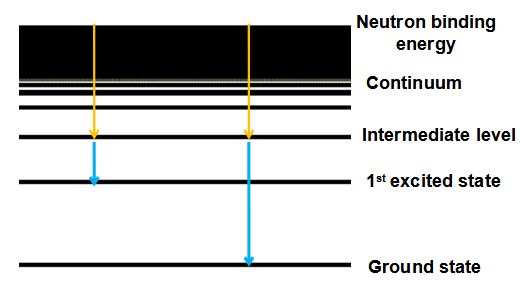 Neutron binding
energy
Continuum
Intermediate level
1st excited state
Ground state